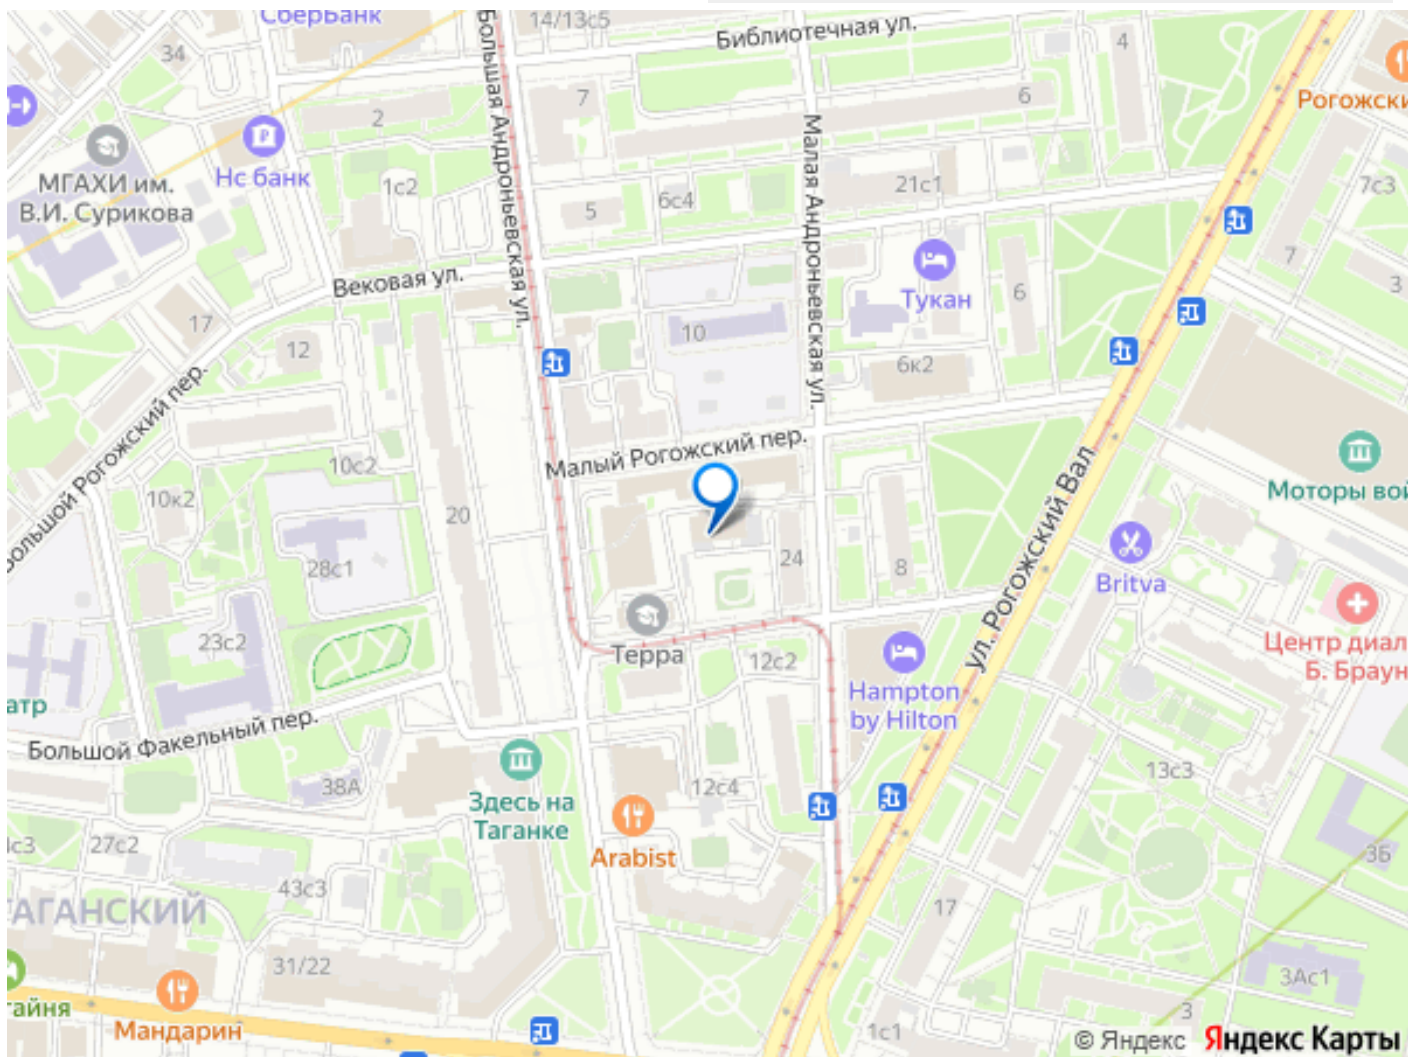 СберБанк
14/13с5
Библиотечная ул.
4
34
Рогожски
7
6
2
Большая Андроньевская ул.
Малая Андроньевская ул.
МГАХИ им.
В.И. Сурикова
Нс банк
1с2
6с4
21с1
7с3
5
7
Вековая ул.
Тукан
6
3
17
10
12
6к2
Большой Рогожский пер.
Малый Рогожский пер.
10с2
10к2
ул. Рогожский Вал
Моторы вой
20
28с1
24
8
Britva
23с2
Терра
12с2
Центр диал
Б. Браун
Hampton
by Hilton
атр
Большой Факельный пер.
38А
12с4
13с3
Здесь на
Таганке
Arabist
27с2
3Б
43с3
АГАНСКИЙ
17
31/22
3Ас1
гайня
Мандарин
3
1с1
© Яндекс Яндекс Карты